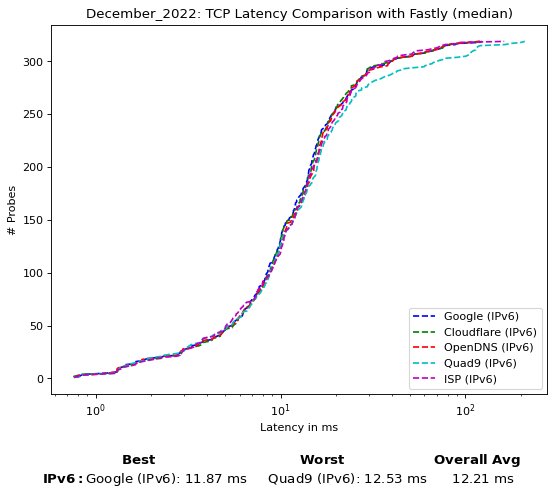 December_2022: TCP Latency Comparison with Fastly (median)
# Probes
300
250
200
150
100
50
0
Google (IPv6)
Cloudflare (IPv6)
OpenDNS (IPv6)
Quad9 (IPv6)
ISP (IPv6)
10⁰ 10¹ 10²
Latency in ms
Best Worst Overall Avg
IPv6: Google (IPv6): 11.87 ms Quad9 (IPv6): 12.53 ms 12.21 ms